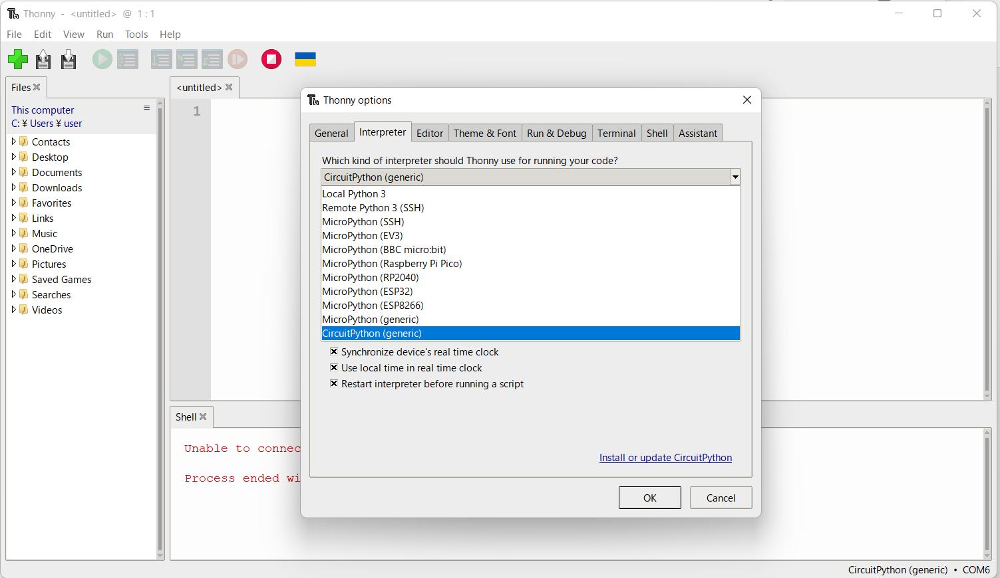 Thonny - <untitled> @ 1 : 1
File Edit View Run Tools Help
Files
<untitled>
This computer
C: ¥ Users ¥ user
Contacts
Desktop
Documents
Downloads
Favorites
Links
Music
OneDrive
Pictures
Saved Games
Searches
Videos
1
Thonny options
General Interpreter Editor Theme & Font Run & Debug Terminal Shell Assistant
Which kind of interpreter should Thonny use for running your code?
CircuitPython (generic)
Local Python 3
Remote Python 3 (SSH)
MicroPython (SSH)
MicroPython (EV3)
MicroPython (BBC micro:bit)
MicroPython (Raspberry Pi Pico)
MicroPython (RP2040)
MicroPython (ESP32)
MicroPython (ESP8266)
MicroPython (generic)
CircuitPython (generic)
Synchronize device's real time clock
Use local time in real time clock
Restart interpreter before running a script
Install or update CircuitPython
OK Cancel
Shell
Unable to connec
Process ended wi
CircuitPython (generic) • COM6